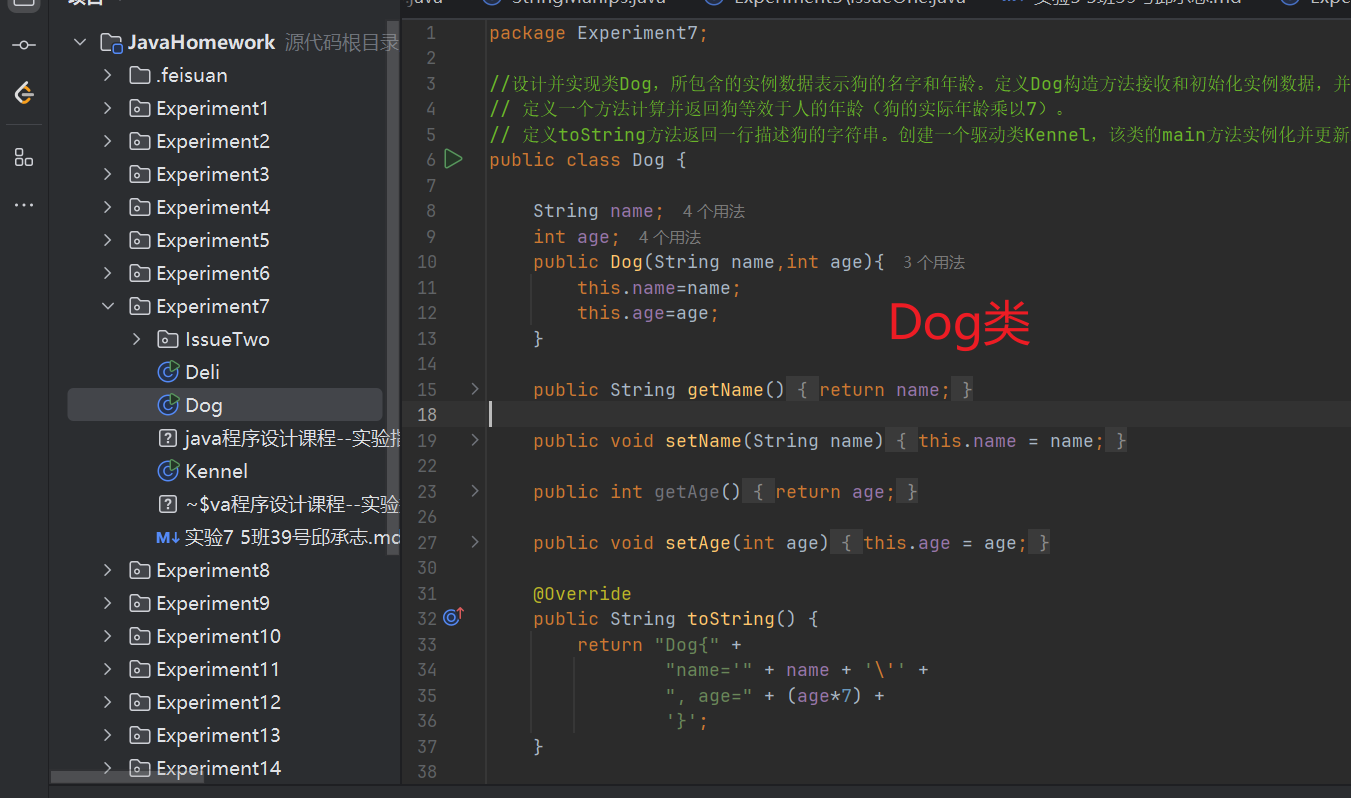 项目
.java
StringManips.java
Experiment5\IssueOne.java
实验5 5班39号邱承志.md
JavaHomework 源代码根目录
.feisuan
Experiment1
Experiment2
Experiment3
Experiment4
Experiment5
Experiment6
Experiment7
IssueTwo
Deli
Dog
java程序设计课程--实验指
Kennel
~$va程序设计课程--实验
M↓ 实验7 5班39号邱承志.md
Experiment8
Experiment9
Experiment10
Experiment11
Experiment12
Experiment13
Experiment14
1 package Experiment7;
2
3 //设计并实现类Dog，所包含的实例数据表示狗的名字和年龄。定义Dog构造方法接收和初始化实例数据，并
4 // 定义一个方法计算并返回狗等效于人的年龄（狗的实际年龄乘以7）。
5 // 定义toString方法返回一行描述狗的字符串。创建一个驱动类Kennel，该类的main方法实例化并更新
6 public class Dog {
7
8 String name; 4 个用法
9 int age; 4 个用法
10 public Dog(String name,int age){ 3 个用法
11 this.name=name;
12 this.age=age;
13 }
Dog类
14
15 public String getName() { return name; }
18
19 public void setName(String name) { this.name = name; }
22
23 public int getAge() { return age; }
26
27 public void setAge(int age) { this.age = age; }
30
31 @Override
32 public String toString() {
33 return "Dog{" +
34 "name='" + name + '\'' +
35 ", age=" + (age*7) +
36 '}';
37 }
38